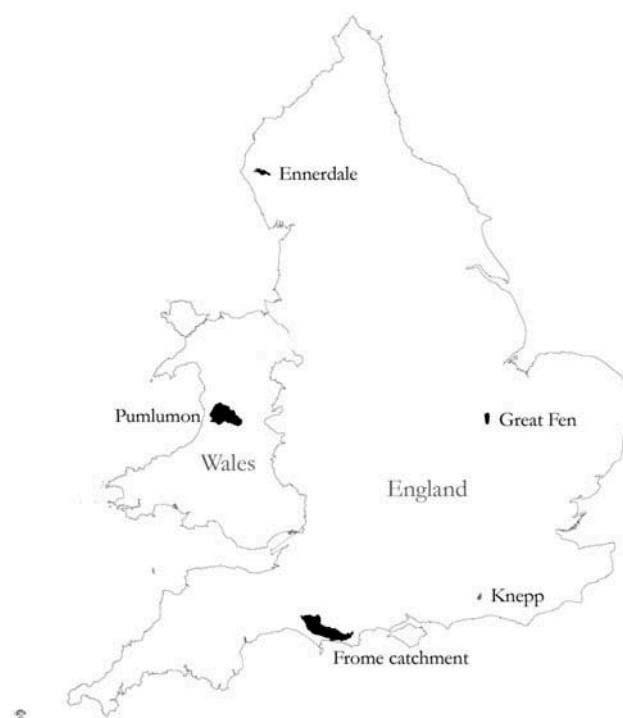 Ennerdale
Pumlumon
Great Fen
Wales
England
Knepp
Frome catchment